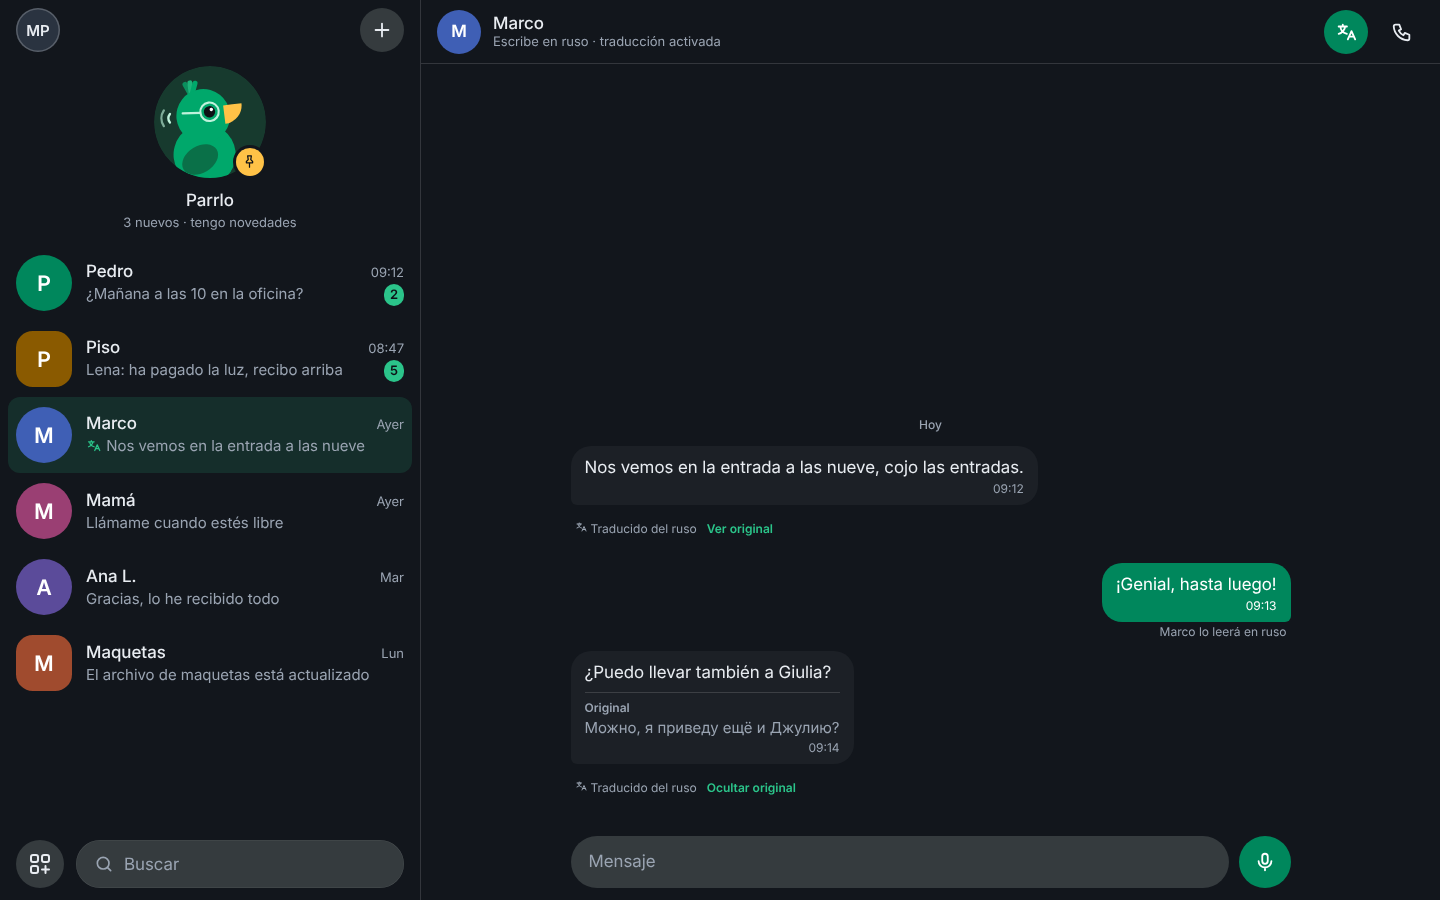 MP
Parrlo
3 nuevos · tengo novedades
P
Pedro
09:12
¿Mañana a las 10 en la oficina?
2
P
Piso
08:47
Lena: ha pagado la luz, recibo arriba
5
M
Marco
Ayer
Nos vemos en la entrada a las nueve
M
Mamá
Ayer
Llámame cuando estés libre
A
Ana L.
Mar
Gracias, lo he recibido todo
M
Maquetas
Lun
El archivo de maquetas está actualizado
Buscar
M
Marco
Escribe en ruso · traducción activada
Hoy
Nos vemos en la entrada a las nueve, cojo las entradas.
09:12
Traducido del ruso Ver original
¡Genial, hasta luego!
09:13
Marco lo leerá en ruso
¿Puedo llevar también a Giulia?
Original
Можно, я приведу ещё и Джулию?
09:14
Traducido del ruso Ocultar original
Mensaje